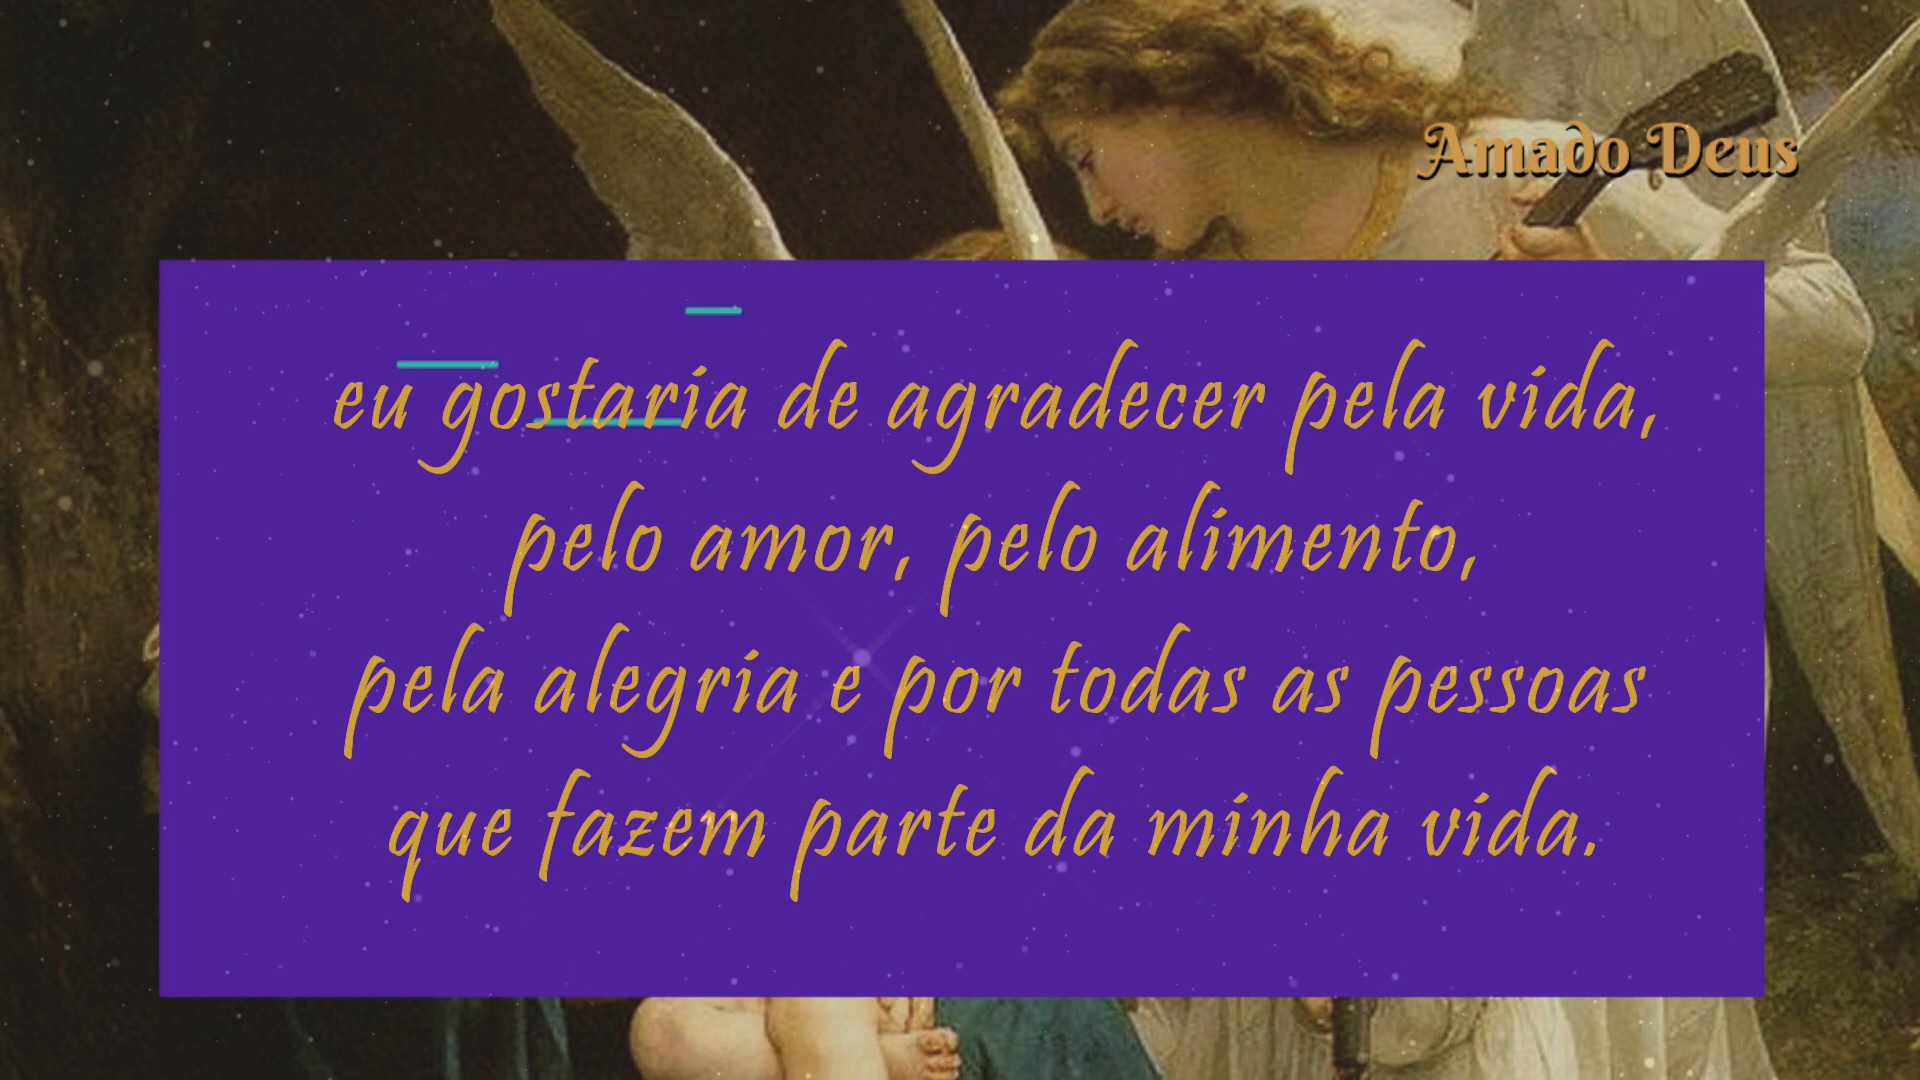 Amado Deus
eu gostaria de agradecer pela vida,
pelo amor, pelo alimento,
pela alegria e por todas as pessoas
que fazem parte da minha vida.